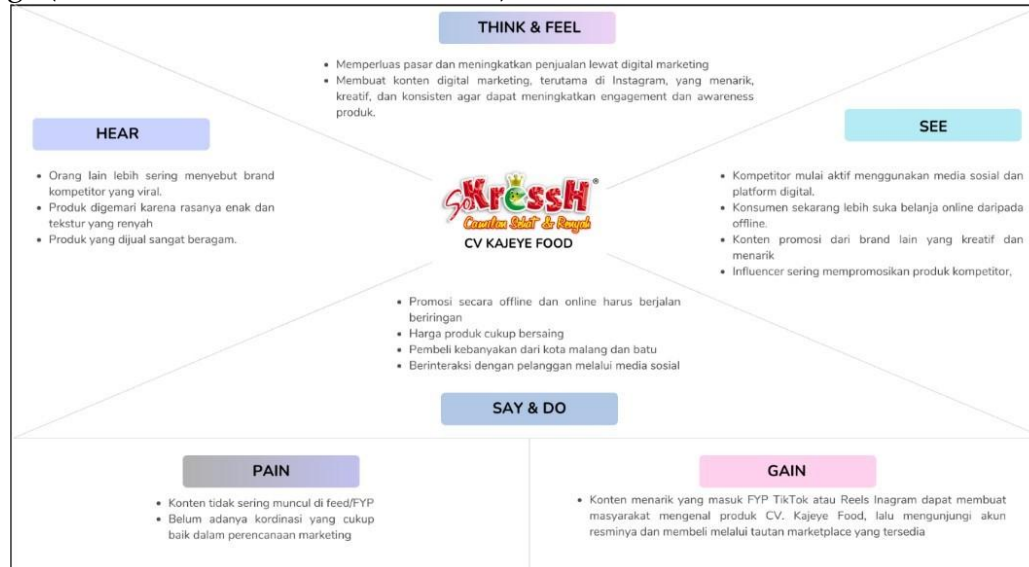 THINK & FEEL
• Memperluas pasar dan meningkatkan penjualan lewat digital marketing
• Membuat konten digital marketing, terutama di Instagram, yang menarik,
kreatif, dan konsisten agar dapat meningkatkan engagement dan awareness
produk.
HEAR
• Orang lain lebih sering menyebut brand
kompetitor yang viral.
• Produk digemari karena rasanya enak dan
tekstur yang renyah
• Produk yang dijual sangat beragam.
SEE
• Kompetitor mulai aktif menggunakan media sosial dan
platform digital.
• Konsumen sekarang lebih suka belanja online daripada
offline.
• Konten promosi dari brand lain yang kreatif dan
menarik
• Influencer sering mempromosikan produk kompetitor,
So KressH®
Camilan Sehat & Renyah
CV KAJEYE FOOD
• Promosi secara offline dan online harus berjalan
beriringan
• Harga produk cukup bersaing
• Pembeli kebanyakan dari kota malang dan batu
• Berinteraksi dengan pelanggan melalui media sosial
SAY & DO
PAIN
• Konten tidak sering muncul di feed/FYP
• Belum adanya kordinasi yang cukup
baik dalam perencanaan marketing
GAIN
• Konten menarik yang masuk FYP TikTok atau Reels Inagram dapat membuat
masyarakat mengenal produk CV. Kajeye Food, lalu mengunjungi akun
resminya dan membeli melalui tautan marketplace yang tersedia